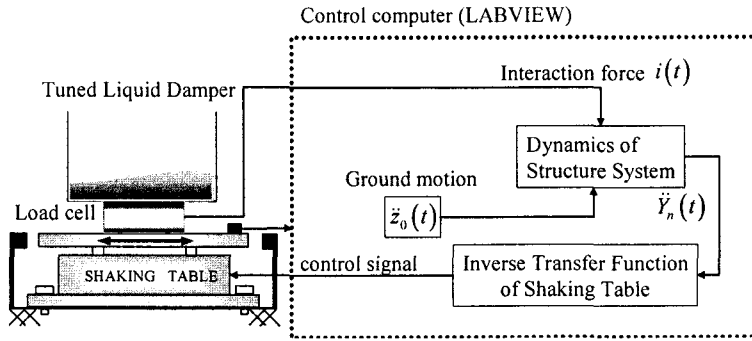 Control computer (LABVIEW)
Interaction force i(t)
Tuned Liquid Damper
Dynamics of
Structure System
Ground motion
Load cell
z̈₀(t)
Ÿₙ(t)
SHAKING TABLE
control signal
Inverse Transfer Function
of Shaking Table